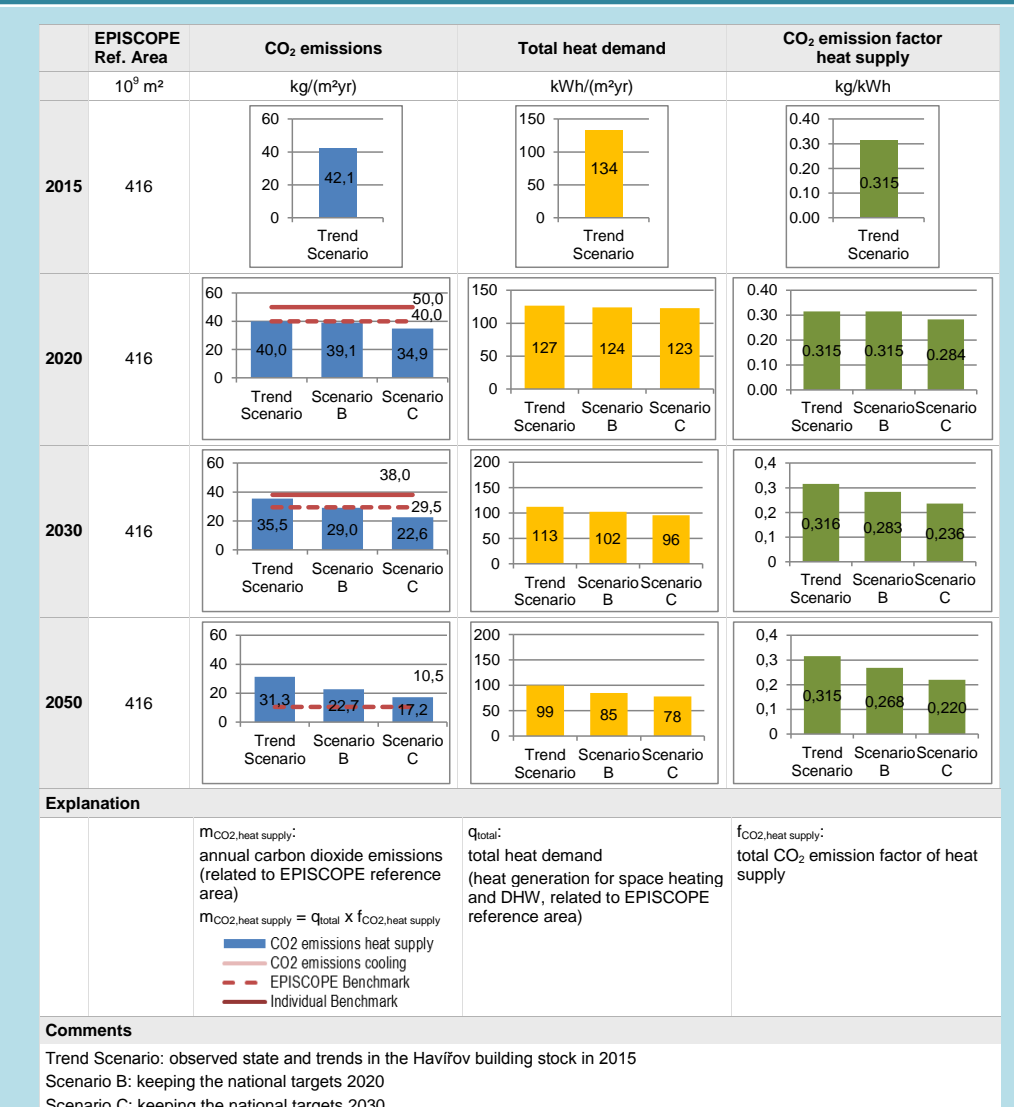 EPISCOPE Ref. Area
CO₂ emissions
Total heat demand
CO₂ emission factor heat supply
10⁹ m²
kg/(m²yr)
kWh/(m²yr)
kg/kWh
2015
416
60
40
20
0
42,1
Trend Scenario
150
100
50
0
134
Trend Scenario
0.40
0.30
0.20
0.10
0.00
0.315
Trend Scenario
2020
416
60
40
20
0
50,0
40,0
40,0
39,1
34,9
Trend Scenario
Scenario B
Scenario C
150
100
50
0
127
124
123
Trend Scenario
Scenario B
Scenario C
0.40
0.30
0.20
0.10
0.00
0.315
0.315
0.284
Trend Scenario
Scenario B
Scenario C
2030
416
60
40
20
0
38,0
29,5
35,5
29,0
22,6
Trend Scenario
Scenario B
Scenario C
200
150
100
50
0
113
102
96
Trend Scenario
Scenario B
Scenario C
0,4
0,3
0,2
0,1
0
0,316
0,283
0,236
Trend Scenario
Scenario B
Scenario C
2050
416
60
40
20
0
10,5
31,3
22,7
17,2
Trend Scenario
Scenario B
Scenario C
200
150
100
50
0
99
85
78
Trend Scenario
Scenario B
Scenario C
0,4
0,3
0,2
0,1
0
0,315
0,268
0,220
Trend Scenario
Scenario B
Scenario C
Explanation
mCO2,heat supply:
annual carbon dioxide emissions
(related to EPISCOPE reference
area)
mCO2,heat supply = qtotal x fCO2,heat supply
CO2 emissions heat supply
CO2 emissions cooling
EPISCOPE Benchmark
Individual Benchmark
qtotal:
total heat demand
(heat generation for space heating
and DHW, related to EPISCOPE
reference area)
fCO2,heat supply:
total CO₂ emission factor of heat
supply
Comments
Trend Scenario: observed state and trends in the Havířov building stock in 2015
Scenario B: keeping the national targets 2020
Scenario C: keeping the national targets 2030